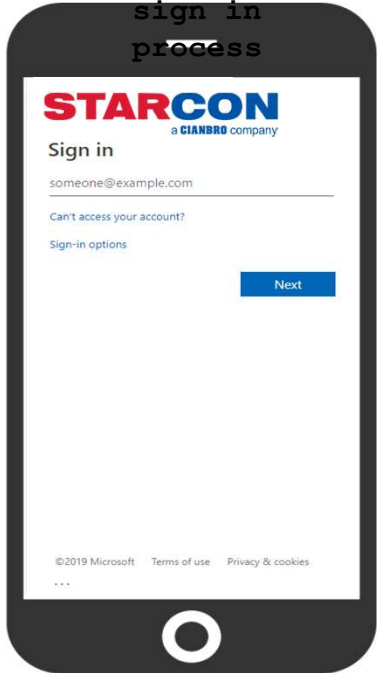 sign in
process
STARCON
a CIANBRO company
Sign in
someone@example.com
Can't access your account?
Sign-in options
Next
©2019 Microsoft Terms of use Privacy & cookies
...